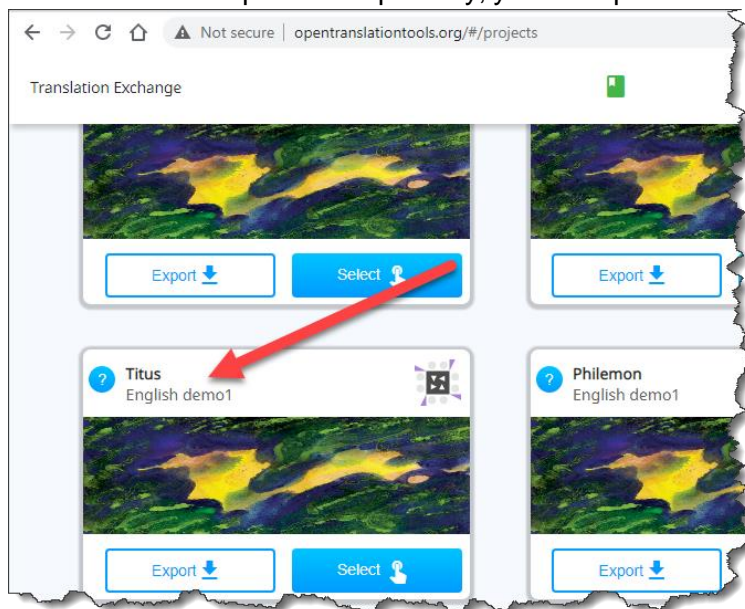 Not secure | opentranslationtools.org/#/projects
Translation Exchange
Export Select Export
? Titus
English demo1
? Philemon
English demo1
Export Select Export